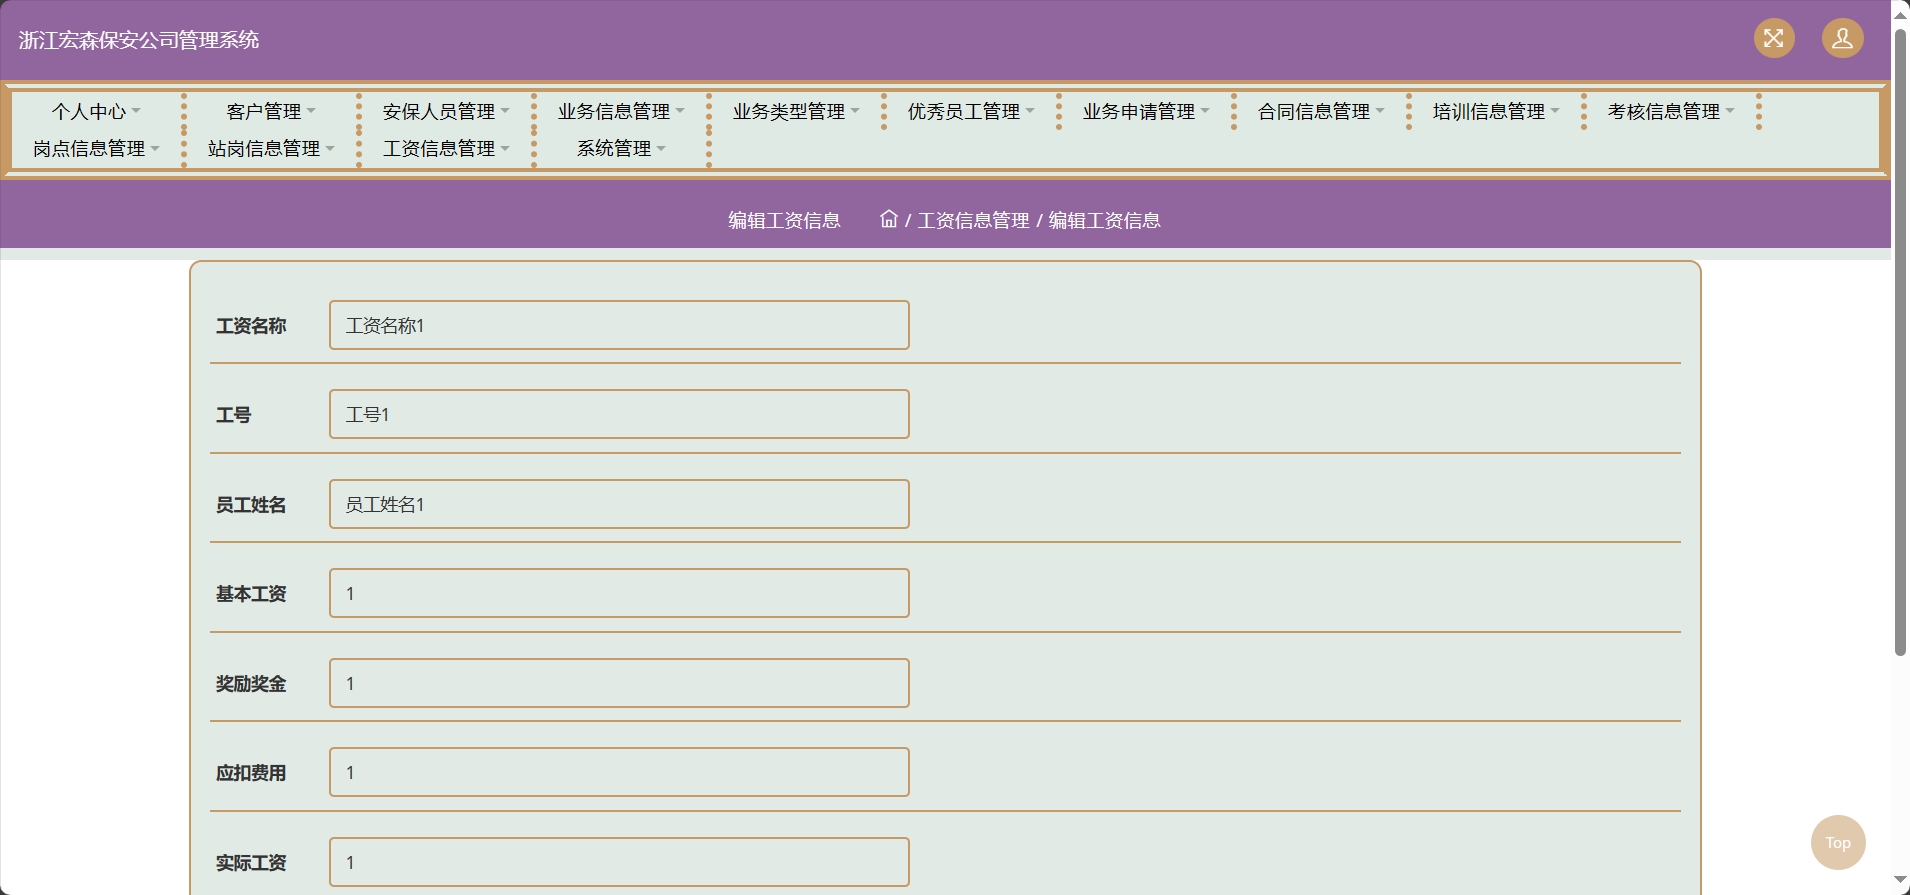 浙江宏森保安公司管理系统
个人中心 客户管理 安保人员管理 业务信息管理 业务类型管理 优秀员工管理 业务申请管理 合同信息管理 培训信息管理 考核信息管理
岗点信息管理 站岗信息管理 工资信息管理 系统管理
编辑工资信息 / 工资信息管理 / 编辑工资信息
工资名称 工资名称1
工号 工号1
员工姓名 员工姓名1
基本工资 1
奖励奖金 1
应扣费用 1
实际工资 1
Top